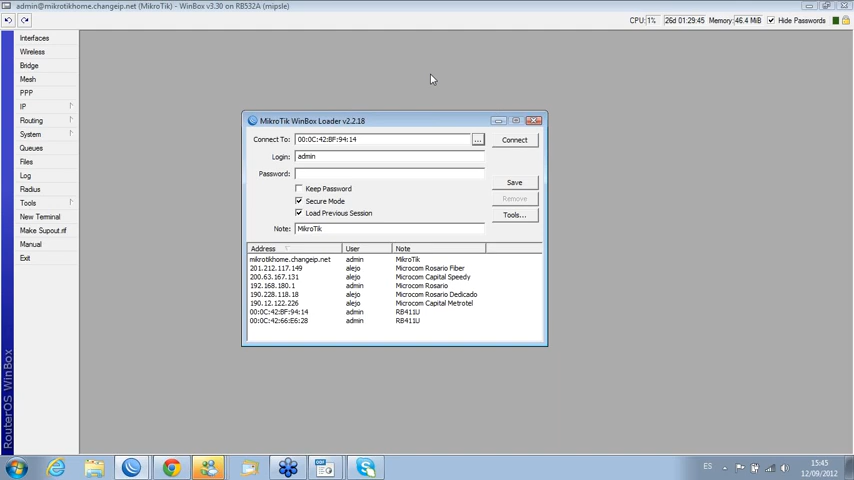 admin@mikrotikhome.changeip.net (MikroTik) - WinBox v3.30 on RB532A (mipsle)
CPU: 1% 26d 01:29:45 Memory: 46.4 MiB Hide Passwords
Interfaces
Wireless
Bridge
Mesh
PPP
IP
Routing
System
Queues
Files
Log
Radius
Tools
New Terminal
Make Supout.rif
Manual
Exit
RouterOS WinBox
MikroTik WinBox Loader v2.2.18
Connect To: 00:0C:42:BF:94:14 ... Connect
Login: admin
Password:
Keep Password Save
Secure Mode Remove
Load Previous Session Tools...
Note: MikroTik
Address User Note
mikrotikhome.changeip.net admin MikroTik
201.212.117.149 alejo Microcom Rosario Fiber
200.63.167.131 alejo Microcom Capital Speedy
192.168.180.1 alejo Microcom Rosario
190.228.118.18 alejo Microcom Rosario Dedicado
190.12.122.226 alejo Microcom Capital Metrotel
00:0C:42:BF:94:14 admin RB411U
00:0C:42:66:E6:28 admin RB411U
ES 15:45
12/09/2012